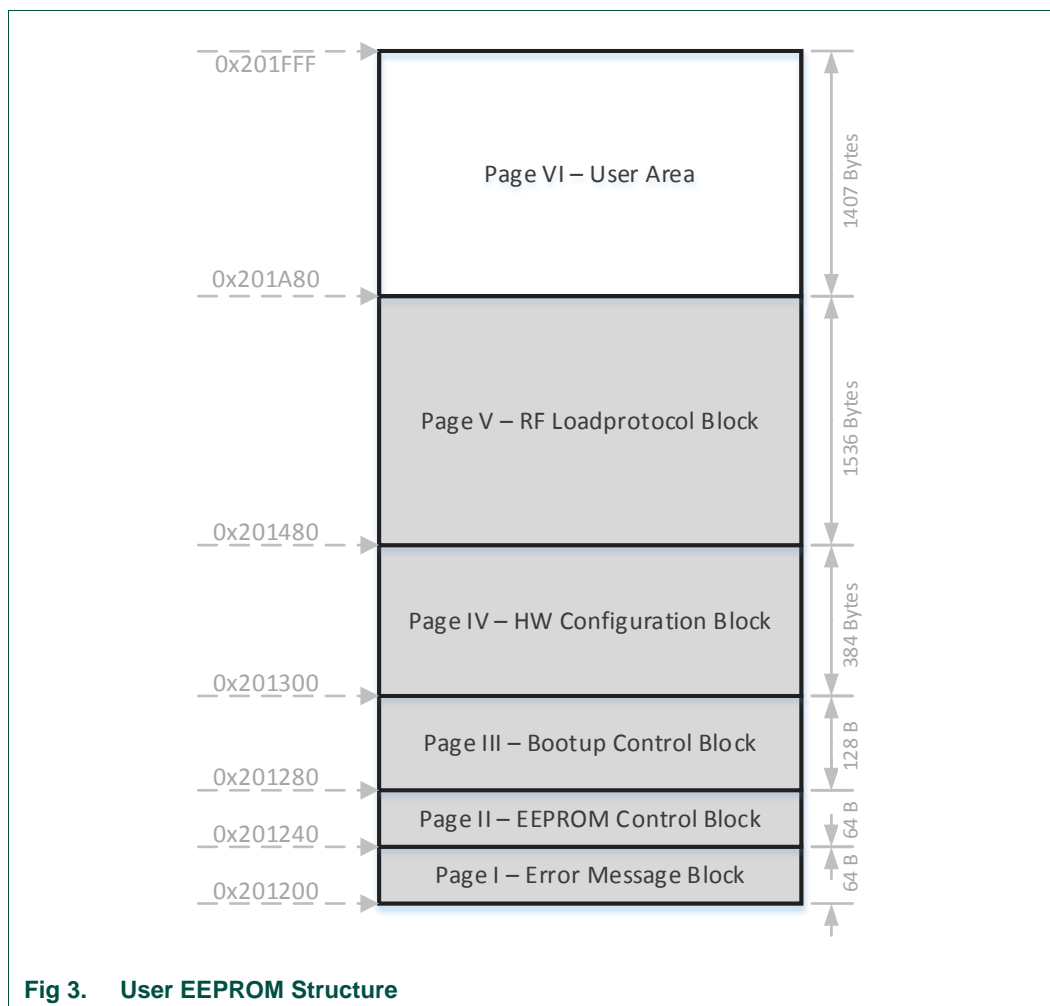 0x201FFF
Page VI – User Area
1407 Bytes
0x201A80
Page V – RF Loadprotocol Block
1536 Bytes
0x201480
Page IV – HW Configuration Block
384 Bytes
0x201300
Page III – Bootup Control Block
128 B
0x201280
Page II – EEPROM Control Block
64 B
0x201240
Page I – Error Message Block
64 B
0x201200
Fig 3. User EEPROM Structure